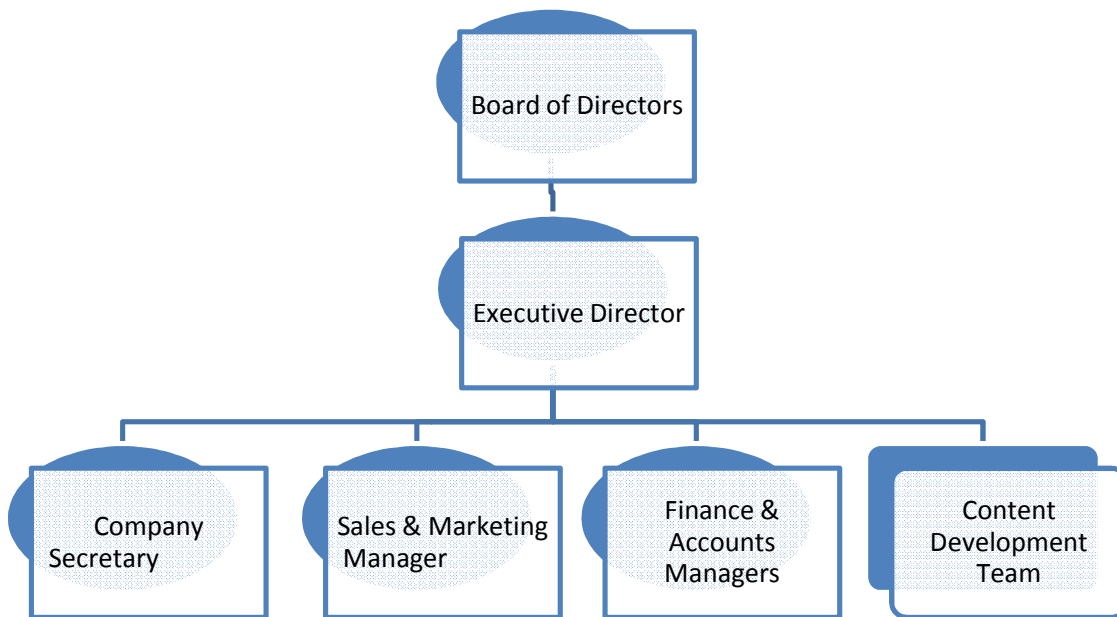 Board of Directors
Executive Director
Company
Secretary
Sales & Marketing
Manager
Finance &
Accounts
Managers
Content
Development
Team